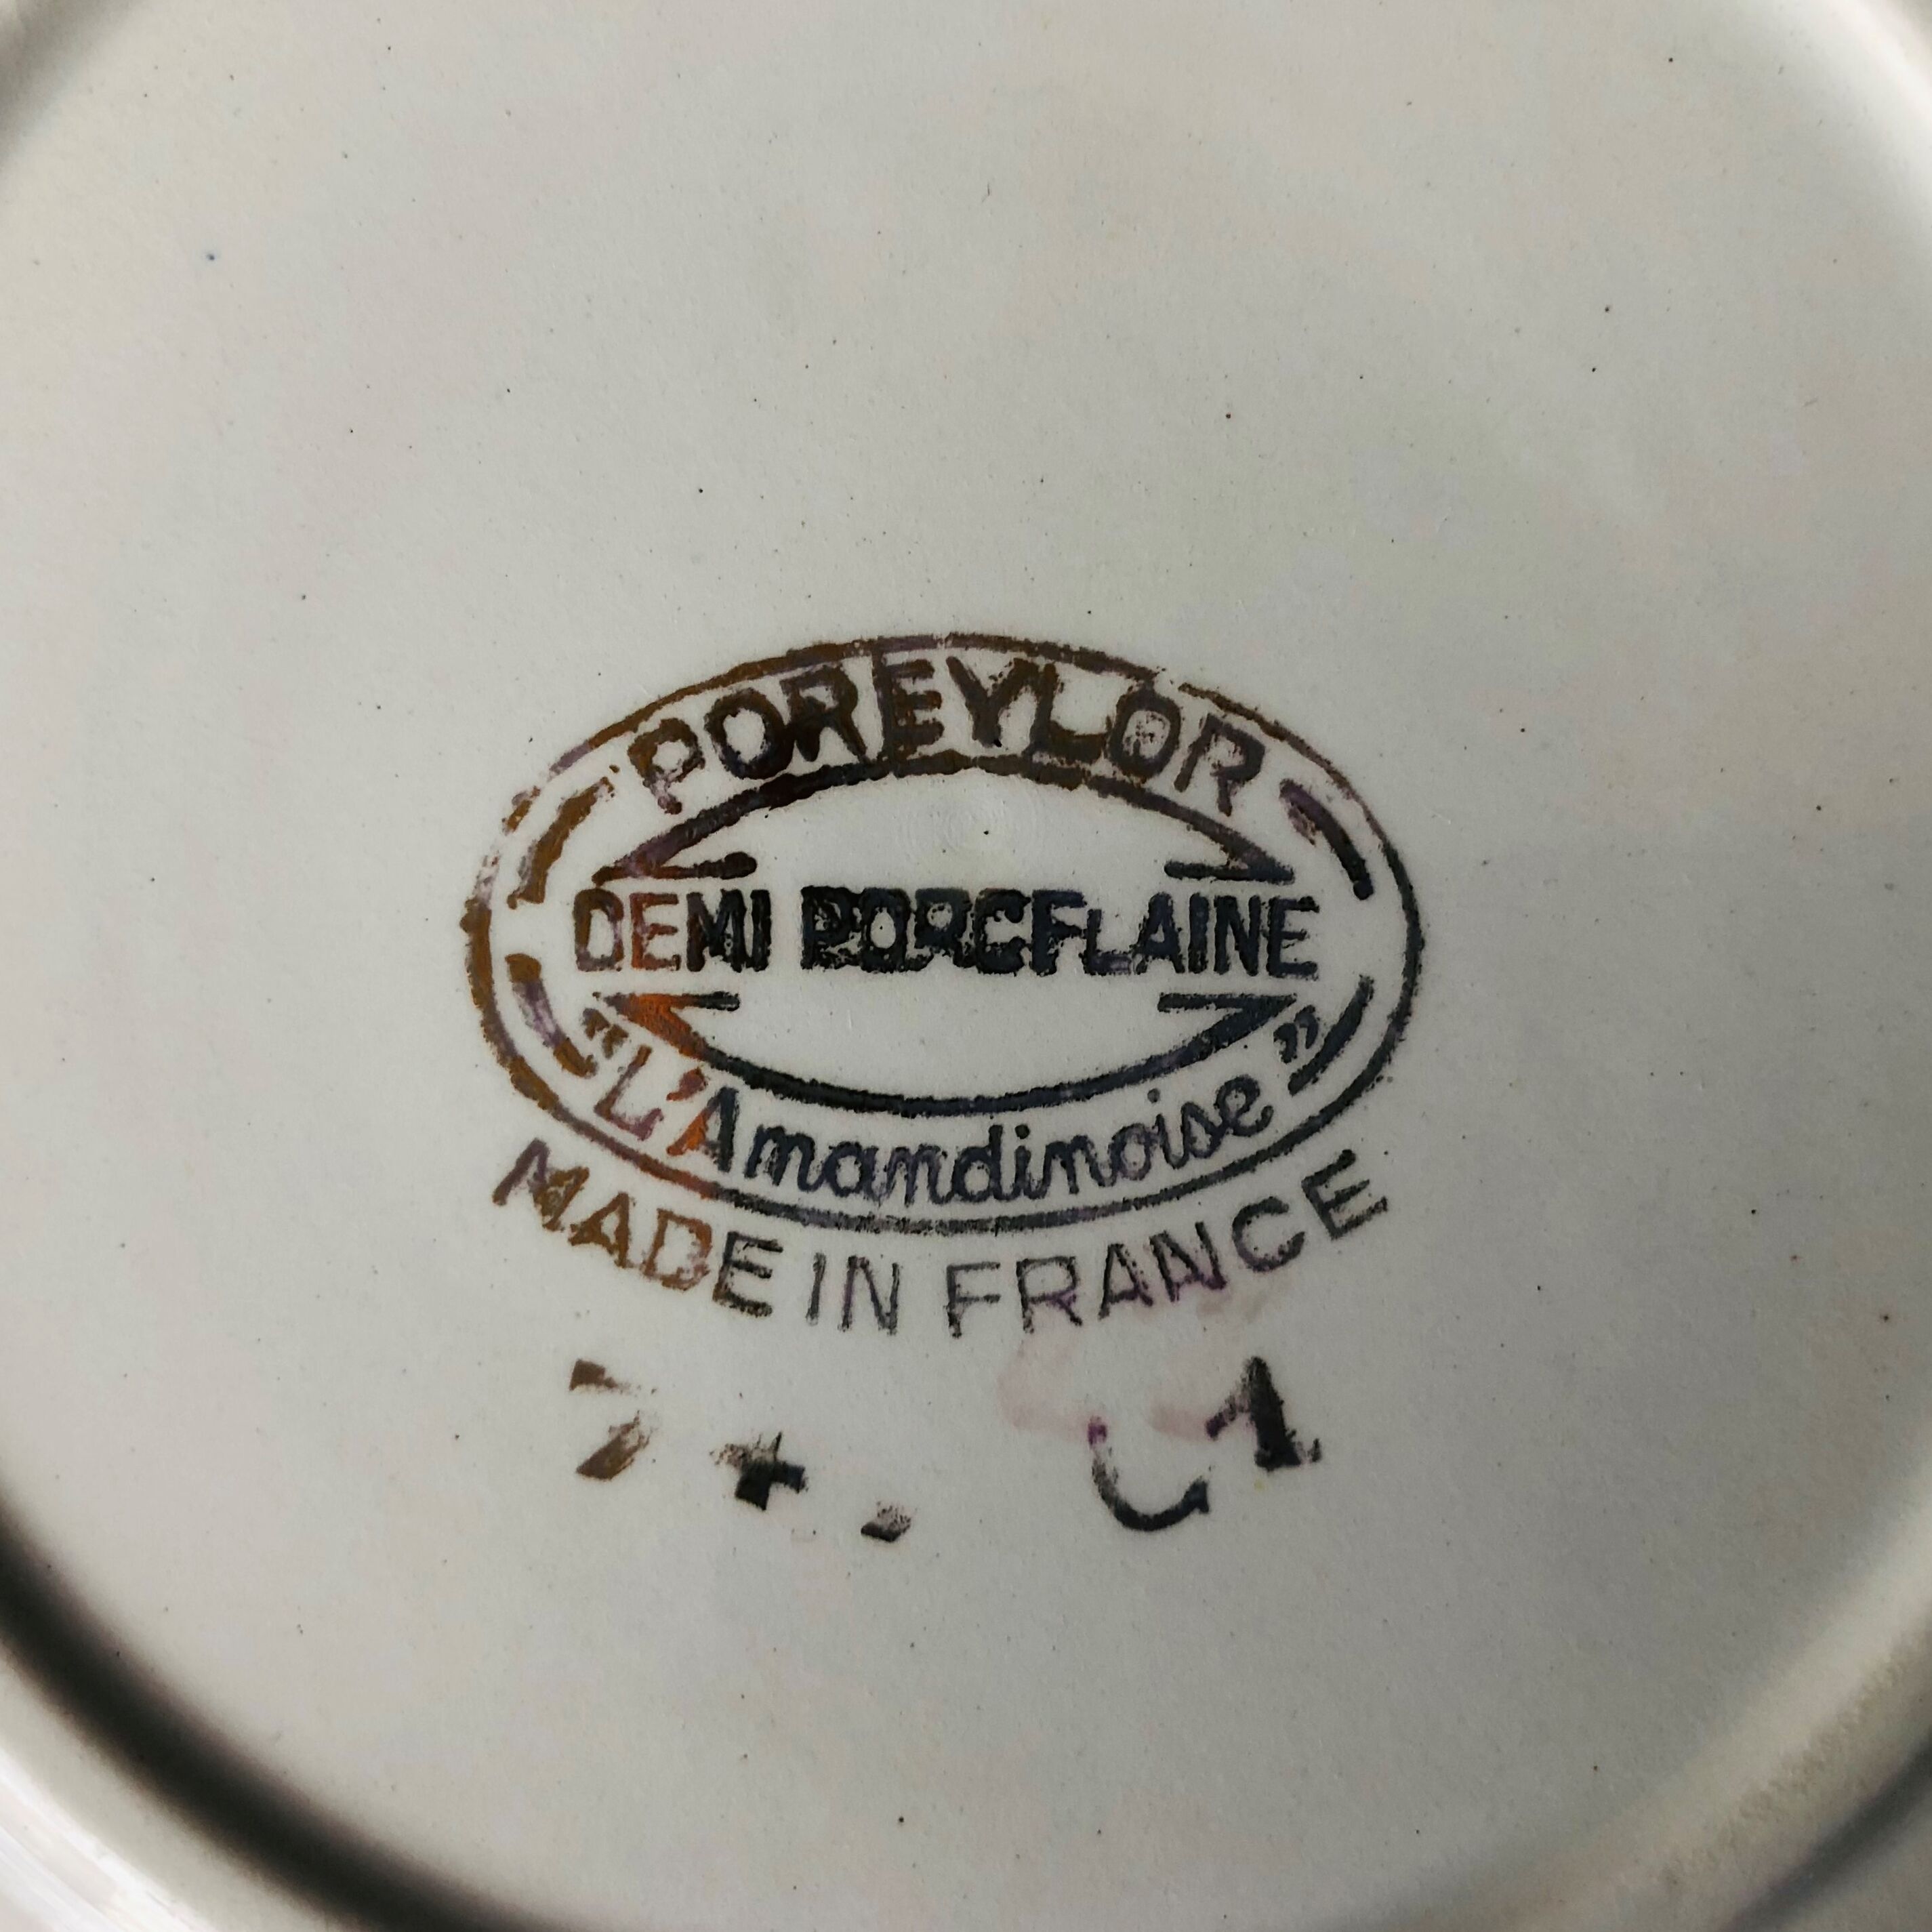 POREYLOR
DEMI PORCELAINE
"L'Amandinoise"
MADE IN FRANCE